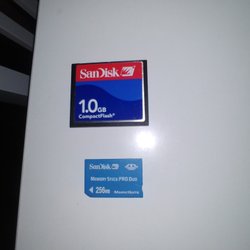 SanDisk
1.0GB
CompactFlash®
SanDisk
Memory Stick PRO Duo
256MB MagicGate